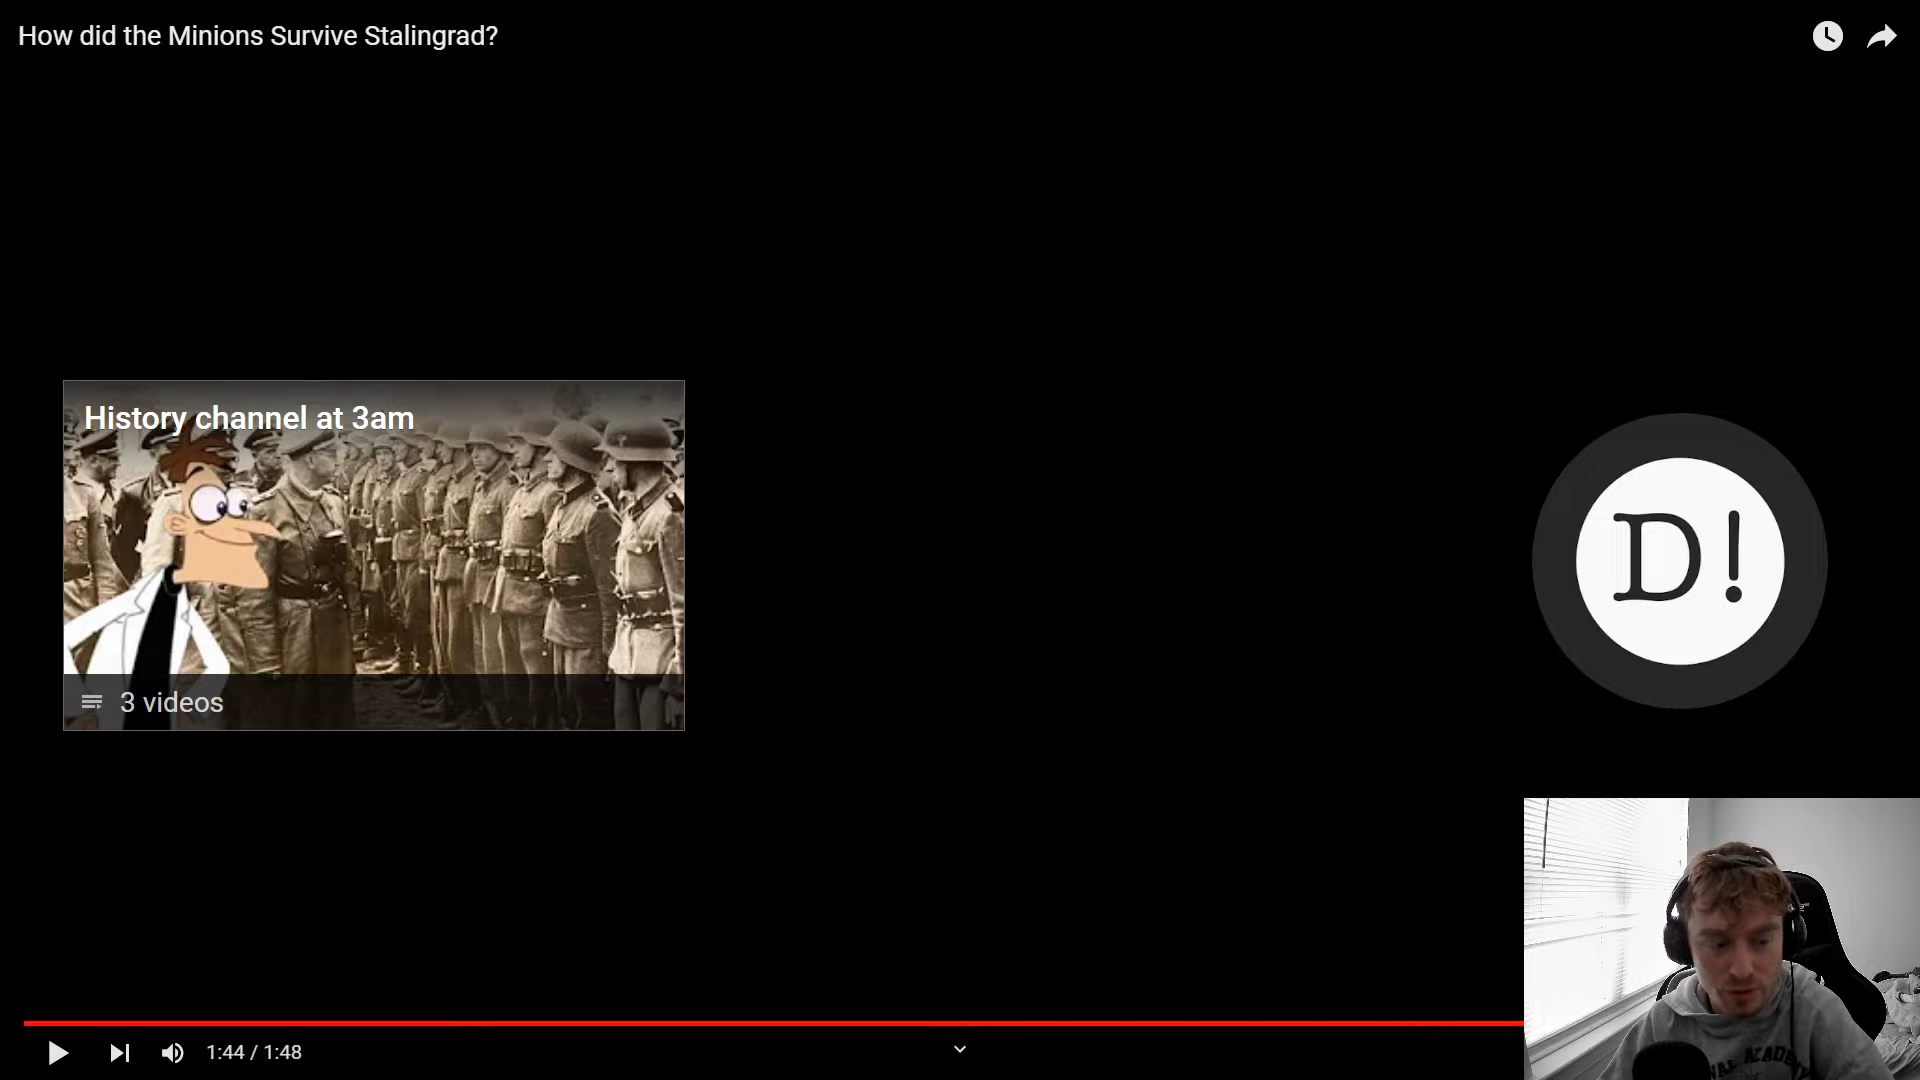 How did the Minions Survive Stalingrad?
History channel at 3am
3 videos
D!
1:44 / 1:48